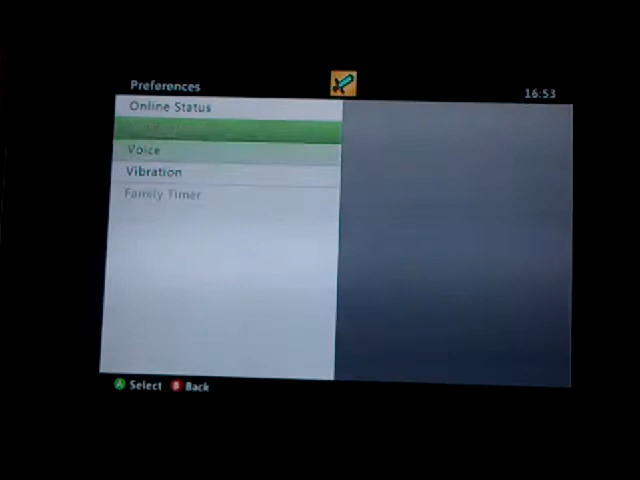 Preferences
16:53
Online Status
Voice
Vibration
Family Timer
A Select B Back